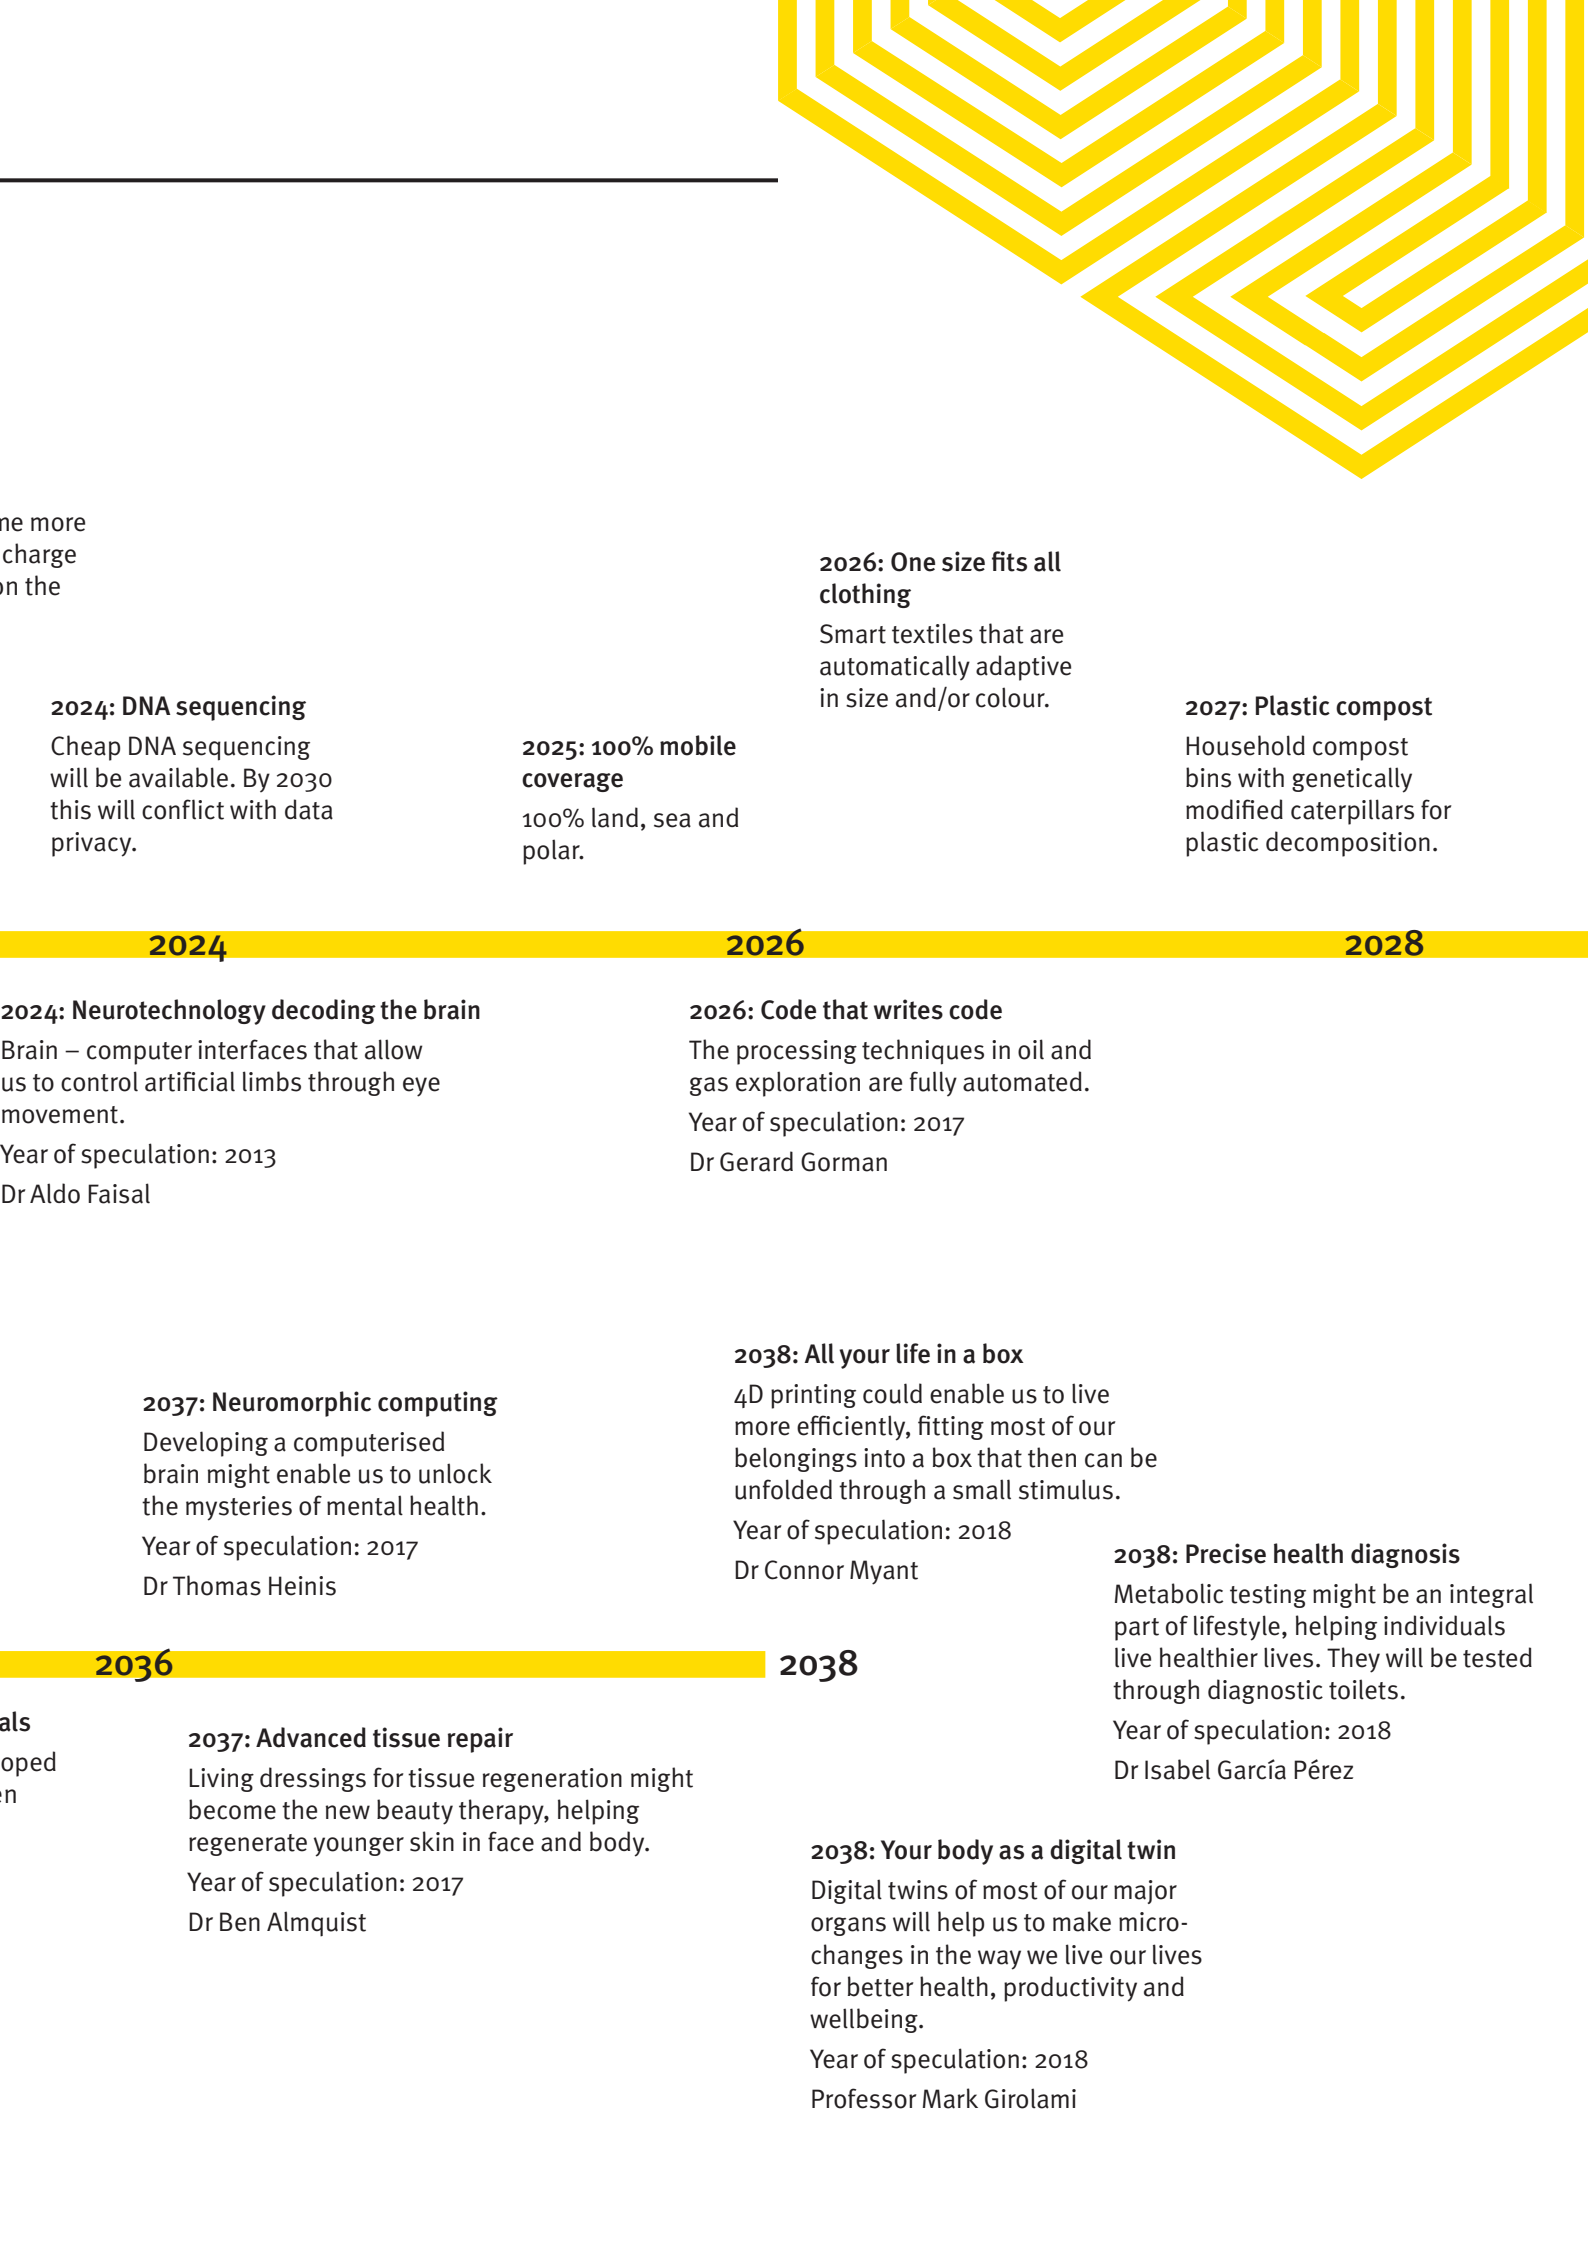 me more
charge
on the
2026: One size fits all
clothing
Smart textiles that are
automatically adaptive
in size and/or colour.
2024: DNA sequencing
Cheap DNA sequencing
will be available. By 2030
this will conflict with data
privacy.
2025: 100% mobile
coverage
100% land, sea and
polar.
2027: Plastic compost
Household compost
bins with genetically
modified caterpillars for
plastic decomposition.
2024
2026
2028
2024: Neurotechnology decoding the brain
Brain – computer interfaces that allow
us to control artificial limbs through eye
movement.
Year of speculation: 2013
Dr Aldo Faisal
2026: Code that writes code
The processing techniques in oil and
gas exploration are fully automated.
Year of speculation: 2017
Dr Gerard Gorman
2037: Neuromorphic computing
Developing a computerised
brain might enable us to unlock
the mysteries of mental health.
Year of speculation: 2017
Dr Thomas Heinis
2038: All your life in a box
4D printing could enable us to live
more efficiently, fitting most of our
belongings into a box that then can be
unfolded through a small stimulus.
Year of speculation: 2018
Dr Connor Myant
2038: Precise health diagnosis
Metabolic testing might be an integral
part of lifestyle, helping individuals
live healthier lives. They will be tested
through diagnostic toilets.
Year of speculation: 2018
Dr Isabel García Pérez
2036
2038
als
oped
en
2037: Advanced tissue repair
Living dressings for tissue regeneration might
become the new beauty therapy, helping
regenerate younger skin in face and body.
Year of speculation: 2017
Dr Ben Almquist
2038: Your body as a digital twin
Digital twins of most of our major
organs will help us to make micro-
changes in the way we live our lives
for better health, productivity and
wellbeing.
Year of speculation: 2018
Professor Mark Girolami